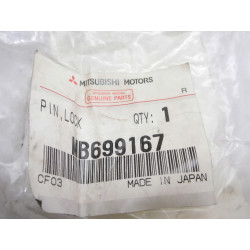 MITSUBISHI MOTORS
GENUINE PARTS
PIN, LOCK
QTY: 1
MB699167
CF03
MADE IN JAPAN